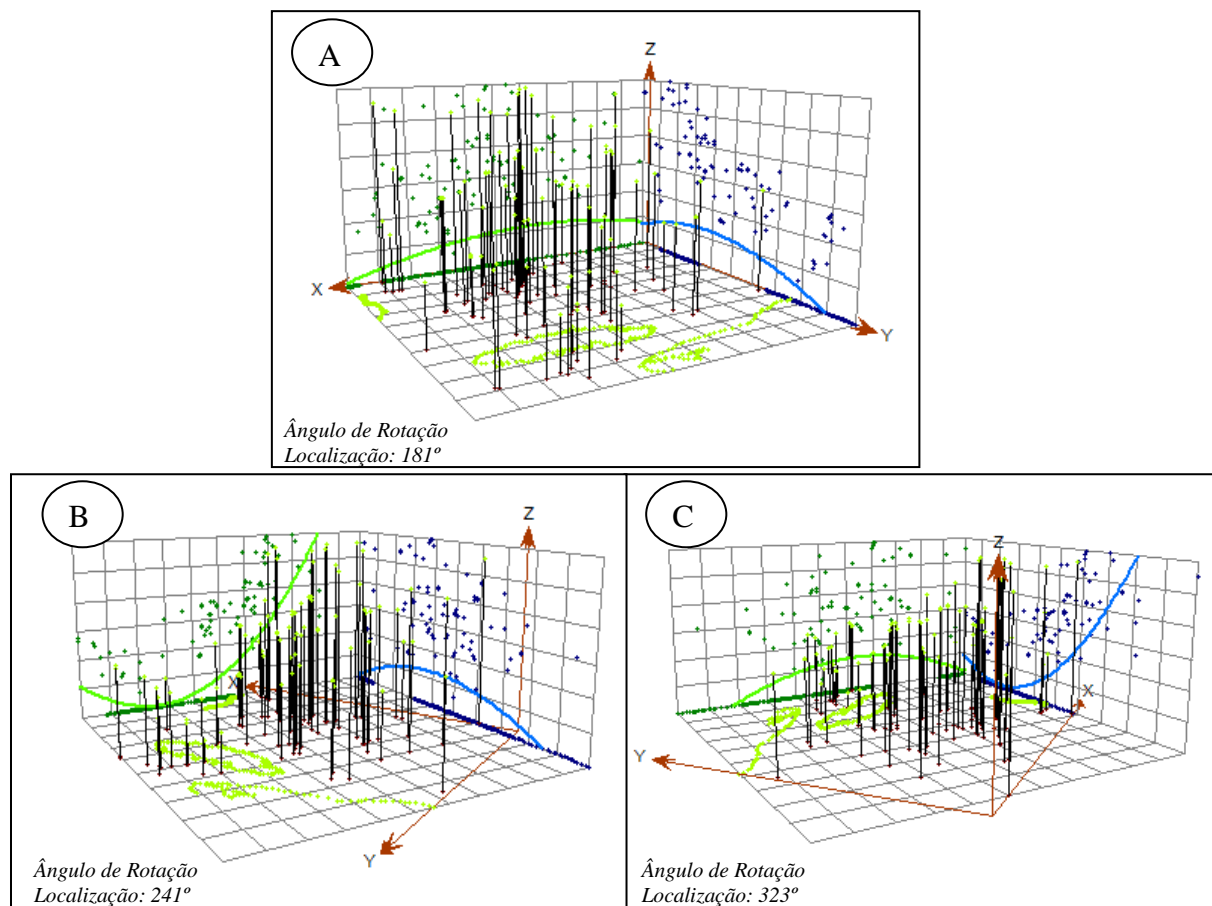 A
Z
X
Y
Ângulo de Rotação
Localização: 181º
B
Z
X
Y
Ângulo de Rotação
Localização: 241º
C
Z
X
Y
Ângulo de Rotação
Localização: 323º